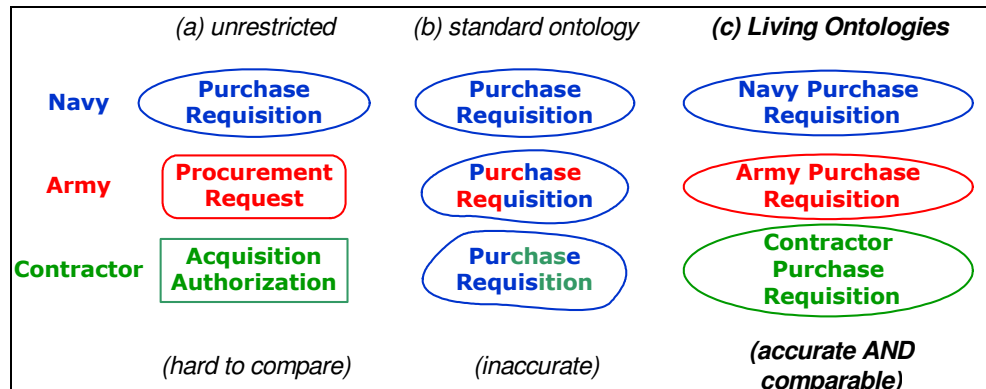 (a) unrestricted (b) standard ontology (c) Living Ontologies
Navy
Purchase
Requisition
Purchase
Requisition
Navy Purchase
Requisition
Army
Procurement
Request
Purchase
Requisition
Army Purchase
Requisition
Contractor
Acquisition
Authorization
Purchase
Requisition
Contractor
Purchase
Requisition
(hard to compare) (inaccurate) (accurate AND
comparable)